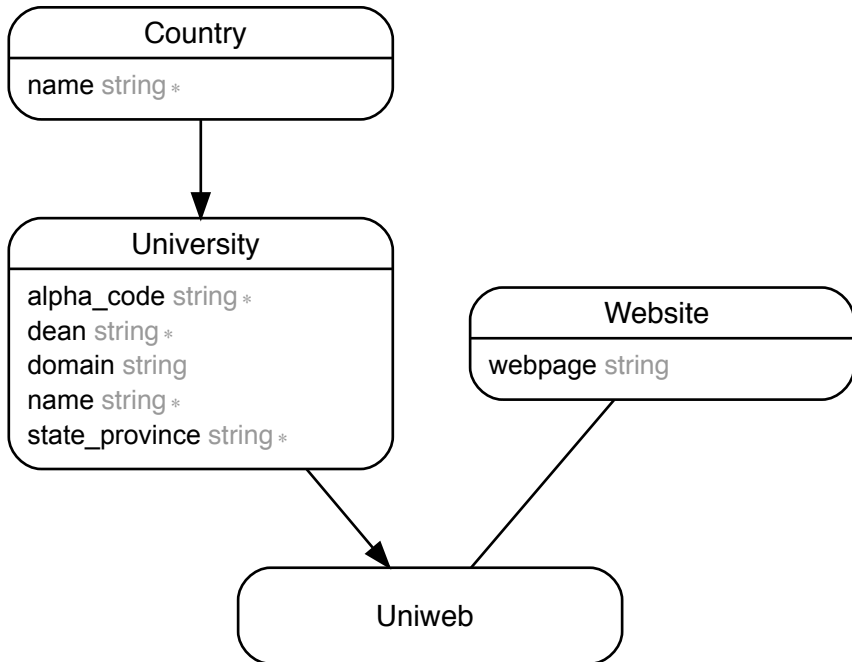 Country
name string *
University
alpha_code string *
dean string *
domain string
name string *
state_province string *
Website
webpage string
Uniweb